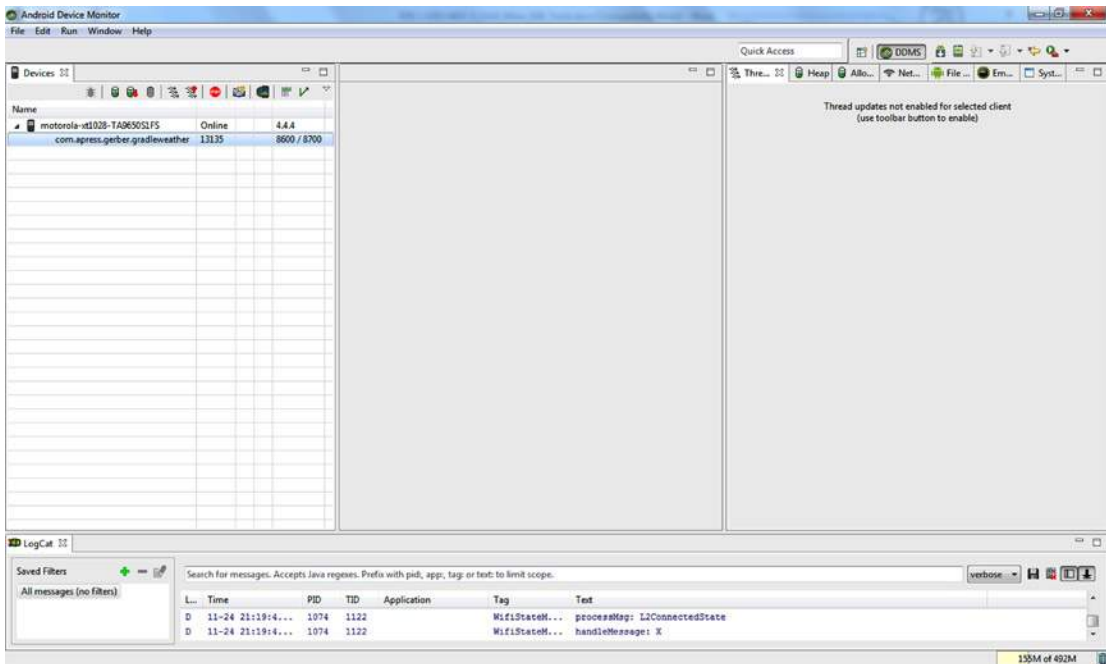 Android Device Monitor
File Edit Run Window Help
Quick Access
DDMS
Devices
Thre... Heap Allo... Net... File ... Em... Syst...
Name
motorola-xt1028-TA96505LFS Online 4.4.4
com.apress.gerber.gradleweather 13135 8600 / 8700
Thread updates not enabled for selected client
(use toolbar button to enable)
LogCat
Saved Filters
All messages (no filters)
Search for messages. Accepts Java regexes. Prefix with pid:, app:, tag: or text: to limit scope.
verbose
L... Time PID TID Application Tag Text
D 11-24 21:19:4... 1074 1122 WifiStateM... processMsg: L2ConnectedState
D 11-24 21:19:4... 1074 1122 WifiStateM... handleMessage: X
155M of 492M